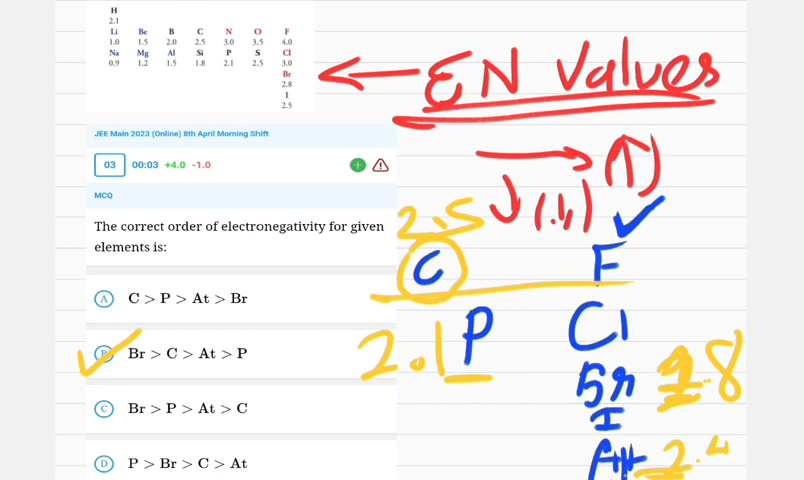 H
2.1
Li Be B C N O F
1.0 1.5 2.0 2.5 3.0 3.5 4.0
Na Mg Al Si P S Cl
0.9 1.2 1.5 1.8 2.1 2.5 3.0
Br
2.8
I
2.5
← EN Values
→ (↑)
(↓)
JEE Main 2023 (Online) 8th April Morning Shift
03 00:03 +4.0 -1.0
MCQ
The correct order of electronegativity for given
elements is:
A C > P > At > Br
B Br > C > At > P
C Br > P > At > C
D P > Br > C > At
2.5
C F
2.1 P Cl
Br 2.8
I
At 2.4